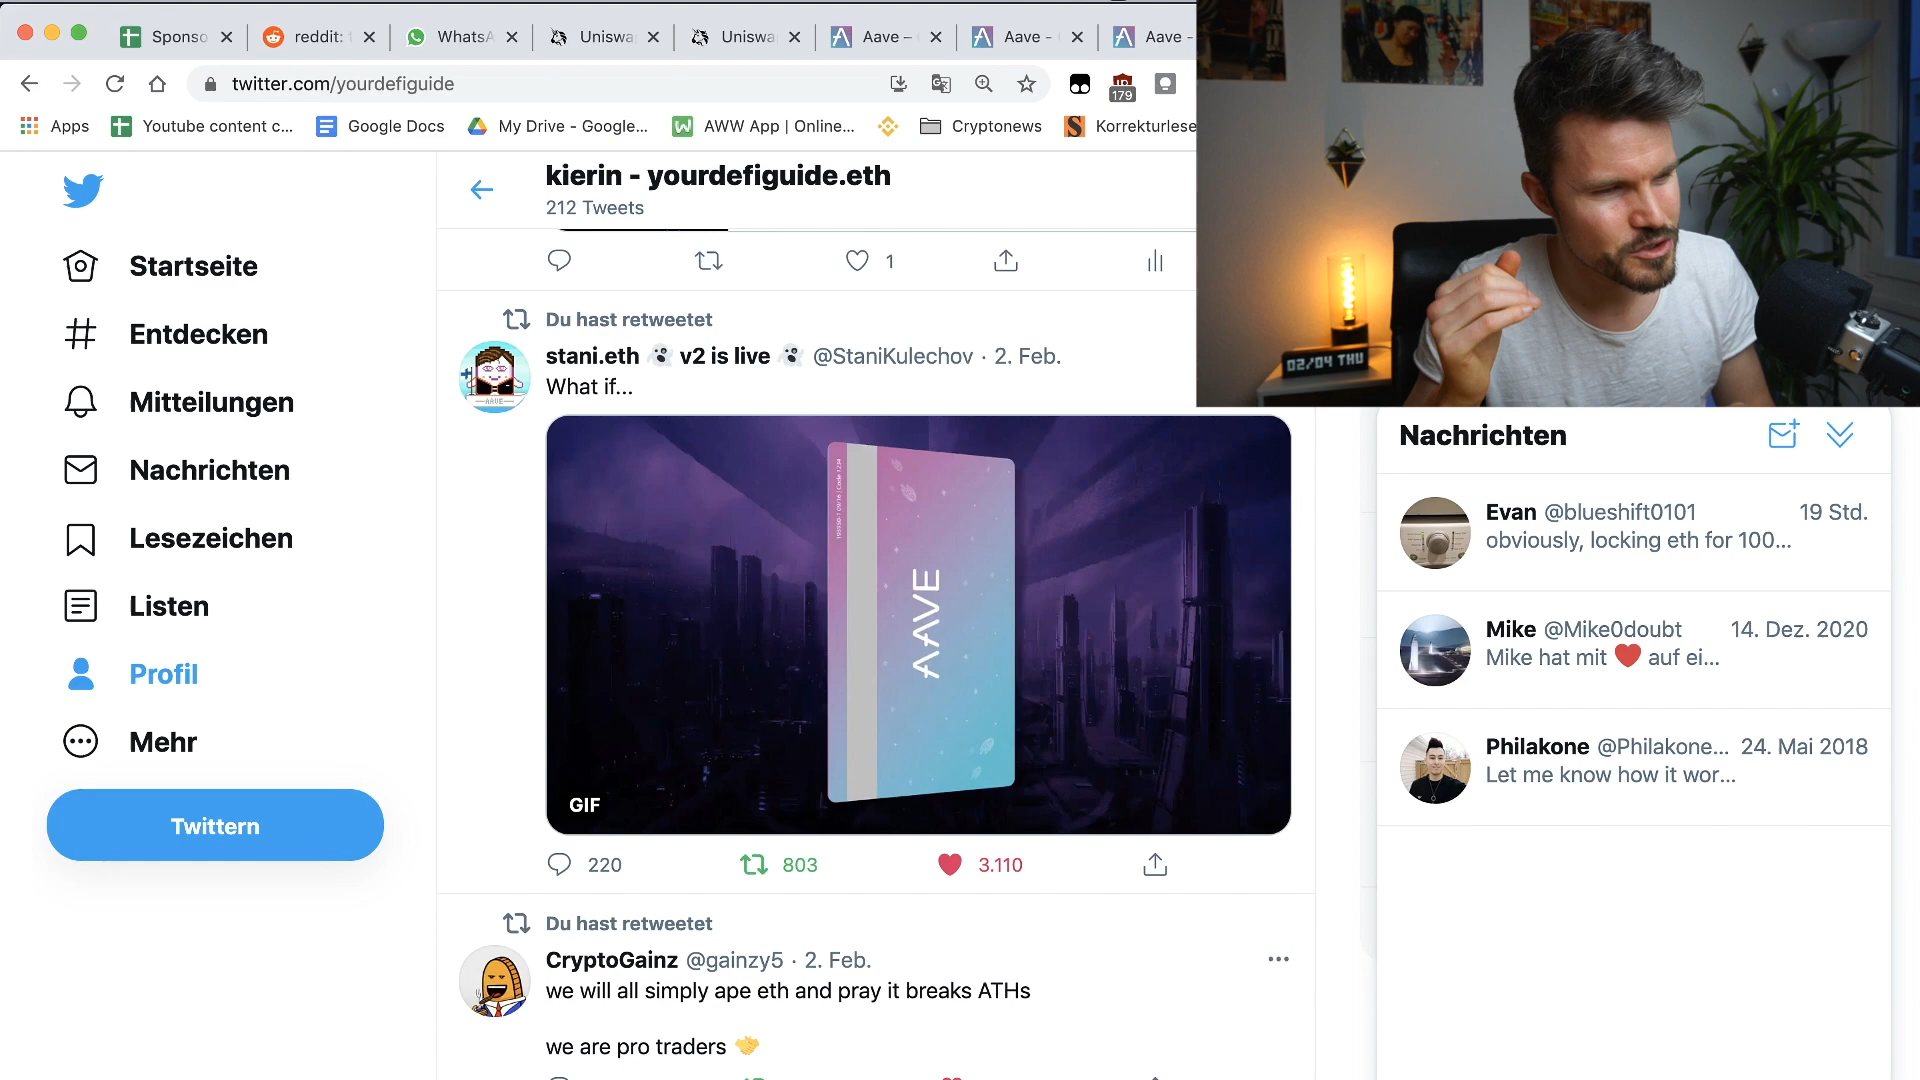 Sponso
reddit:
WhatsA
Uniswa
Uniswa
Aave –
Aave -
Aave -
twitter.com/yourdefiguide
179
Apps
Youtube content c...
Google Docs
My Drive - Google...
AWW App | Online...
Cryptonews
Korrekturlese
kierin - yourdefiguide.eth
212 Tweets
Startseite
Entdecken
Mitteilungen
Nachrichten
Lesezeichen
Listen
Profil
Mehr
Twittern
1
Du hast retweetet
stani.eth 👻 v2 is live 👻 @StaniKulechov · 2. Feb.
What if...
AAVE
GIF
220
803
3.110
Du hast retweetet
CryptoGainz @gainzy5 · 2. Feb.
we will all simply ape eth and pray it breaks ATHs
we are pro traders 🤝
02/04 THU
Nachrichten
Evan @blueshift0101 19 Std.
obviously, locking eth for 100...
Mike @Mike0doubt 14. Dez. 2020
Mike hat mit ❤️ auf ei...
Philakone @Philakone... 24. Mai 2018
Let me know how it wor...